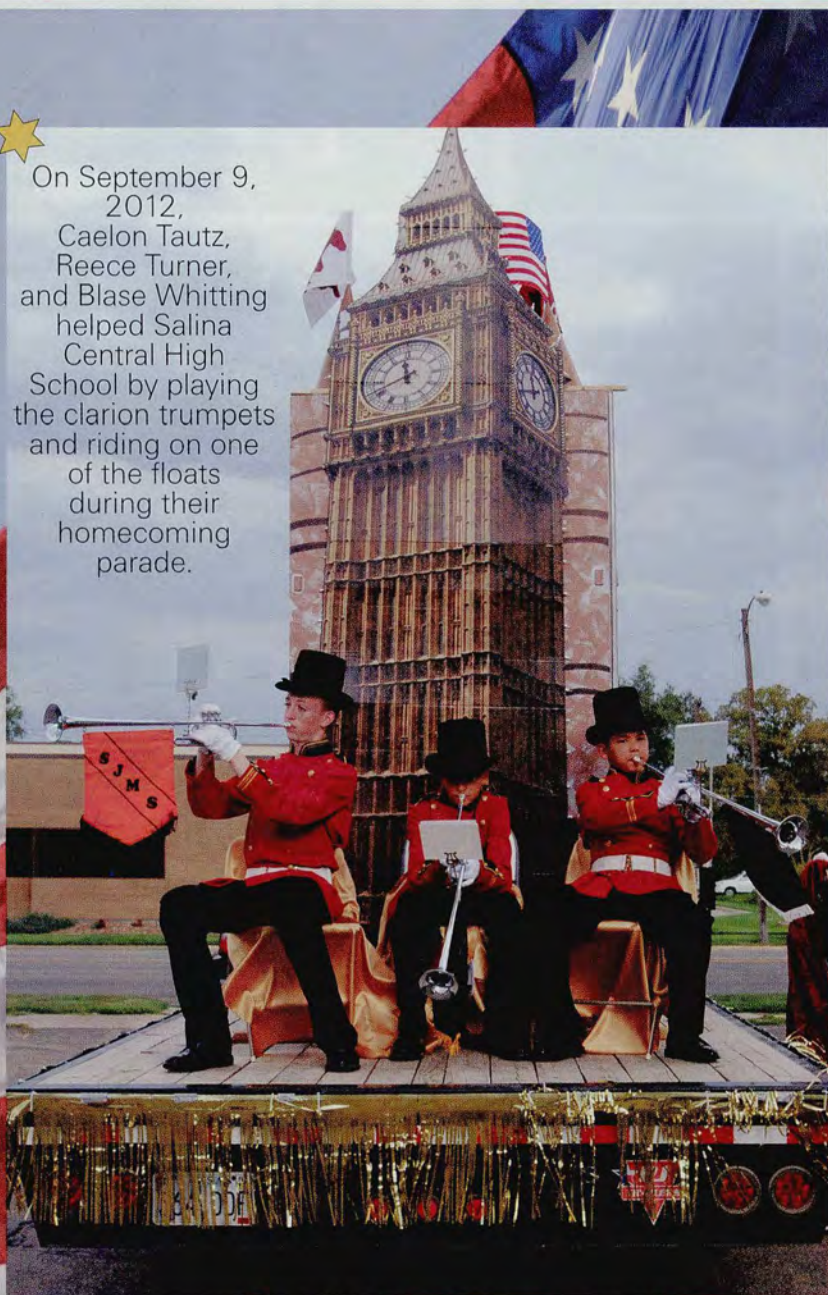 On September 9,
2012,
Caelon Tautz,
Reece Turner,
and Blase Whitting
helped Salina
Central High
School by playing
the clarion trumpets
and riding on one
of the floats
during their
homecoming
parade.
S J M S